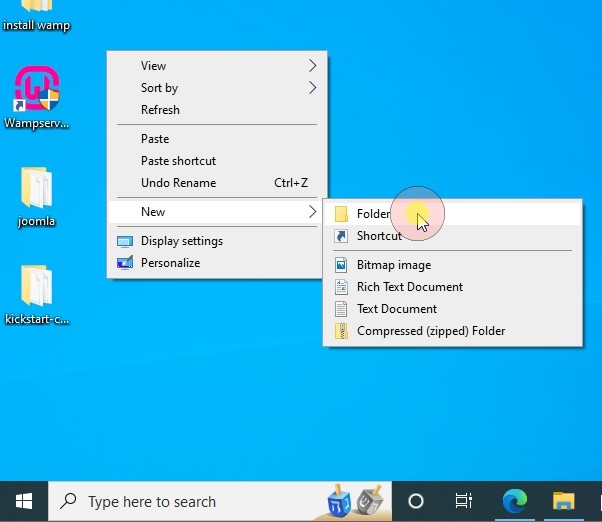 install wamp
Wampserv...
joomla
kickstart-c...
View
Sort by
Refresh
Paste
Paste shortcut
Undo Rename Ctrl+Z
New
Display settings
Personalize
Folder
Shortcut
Bitmap image
Rich Text Document
Text Document
Compressed (zipped) Folder
Type here to search